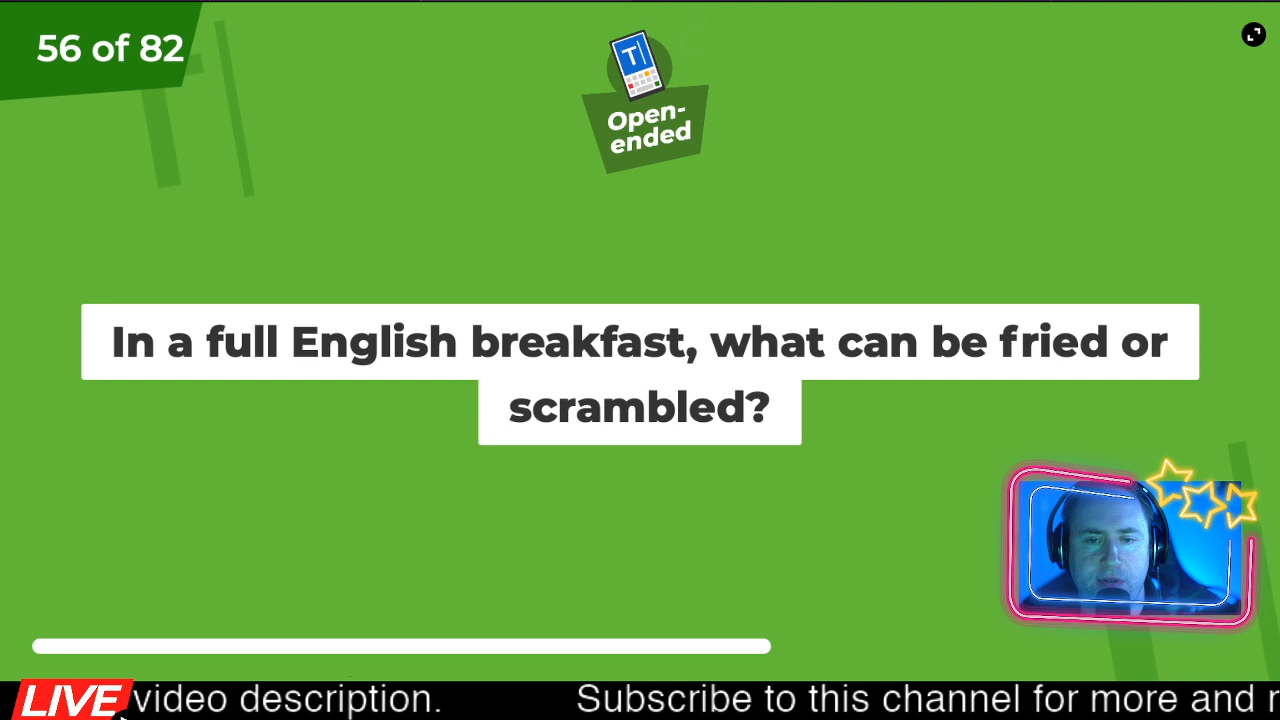 56 of 82
T
Open-
ended
In a full English breakfast, what can be fried or
scrambled?
LIVE video description. Subscribe to this channel for more and r